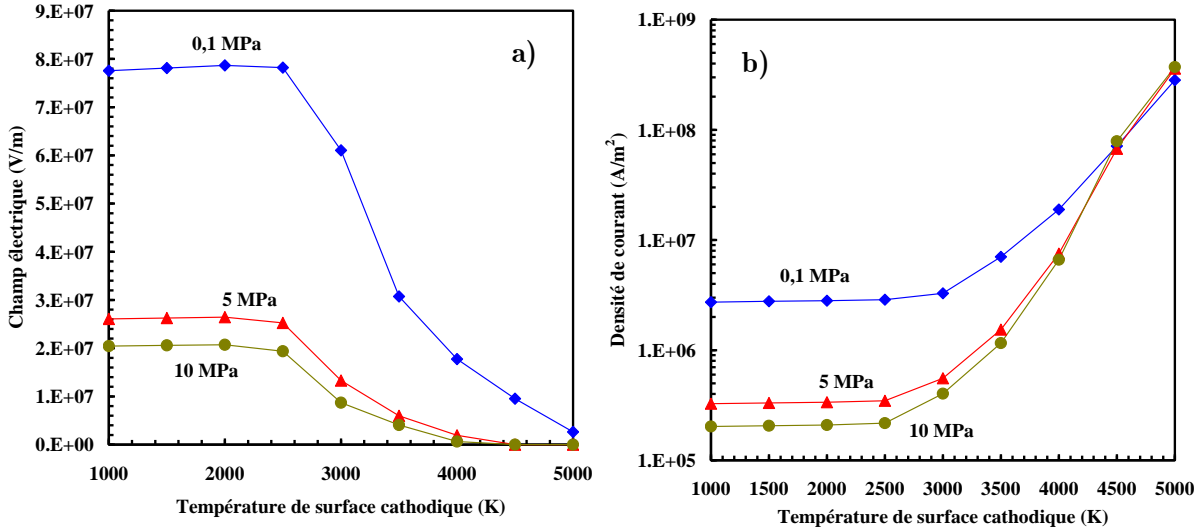 9.E+07
8.E+07
7.E+07
6.E+07
5.E+07
4.E+07
3.E+07
2.E+07
1.E+07
0.E+00
Champ électrique (V/m)
0,1 MPa
a)
5 MPa
10 MPa
1000 2000 3000 4000 5000
Température de surface cathodique (K)
1.E+09
1.E+08
1.E+07
1.E+06
1.E+05
Densité de courant (A/m²)
b)
0,1 MPa
5 MPa
10 MPa
1000 1500 2000 2500 3000 3500 4000 4500 5000
Température de surface cathodique (K)